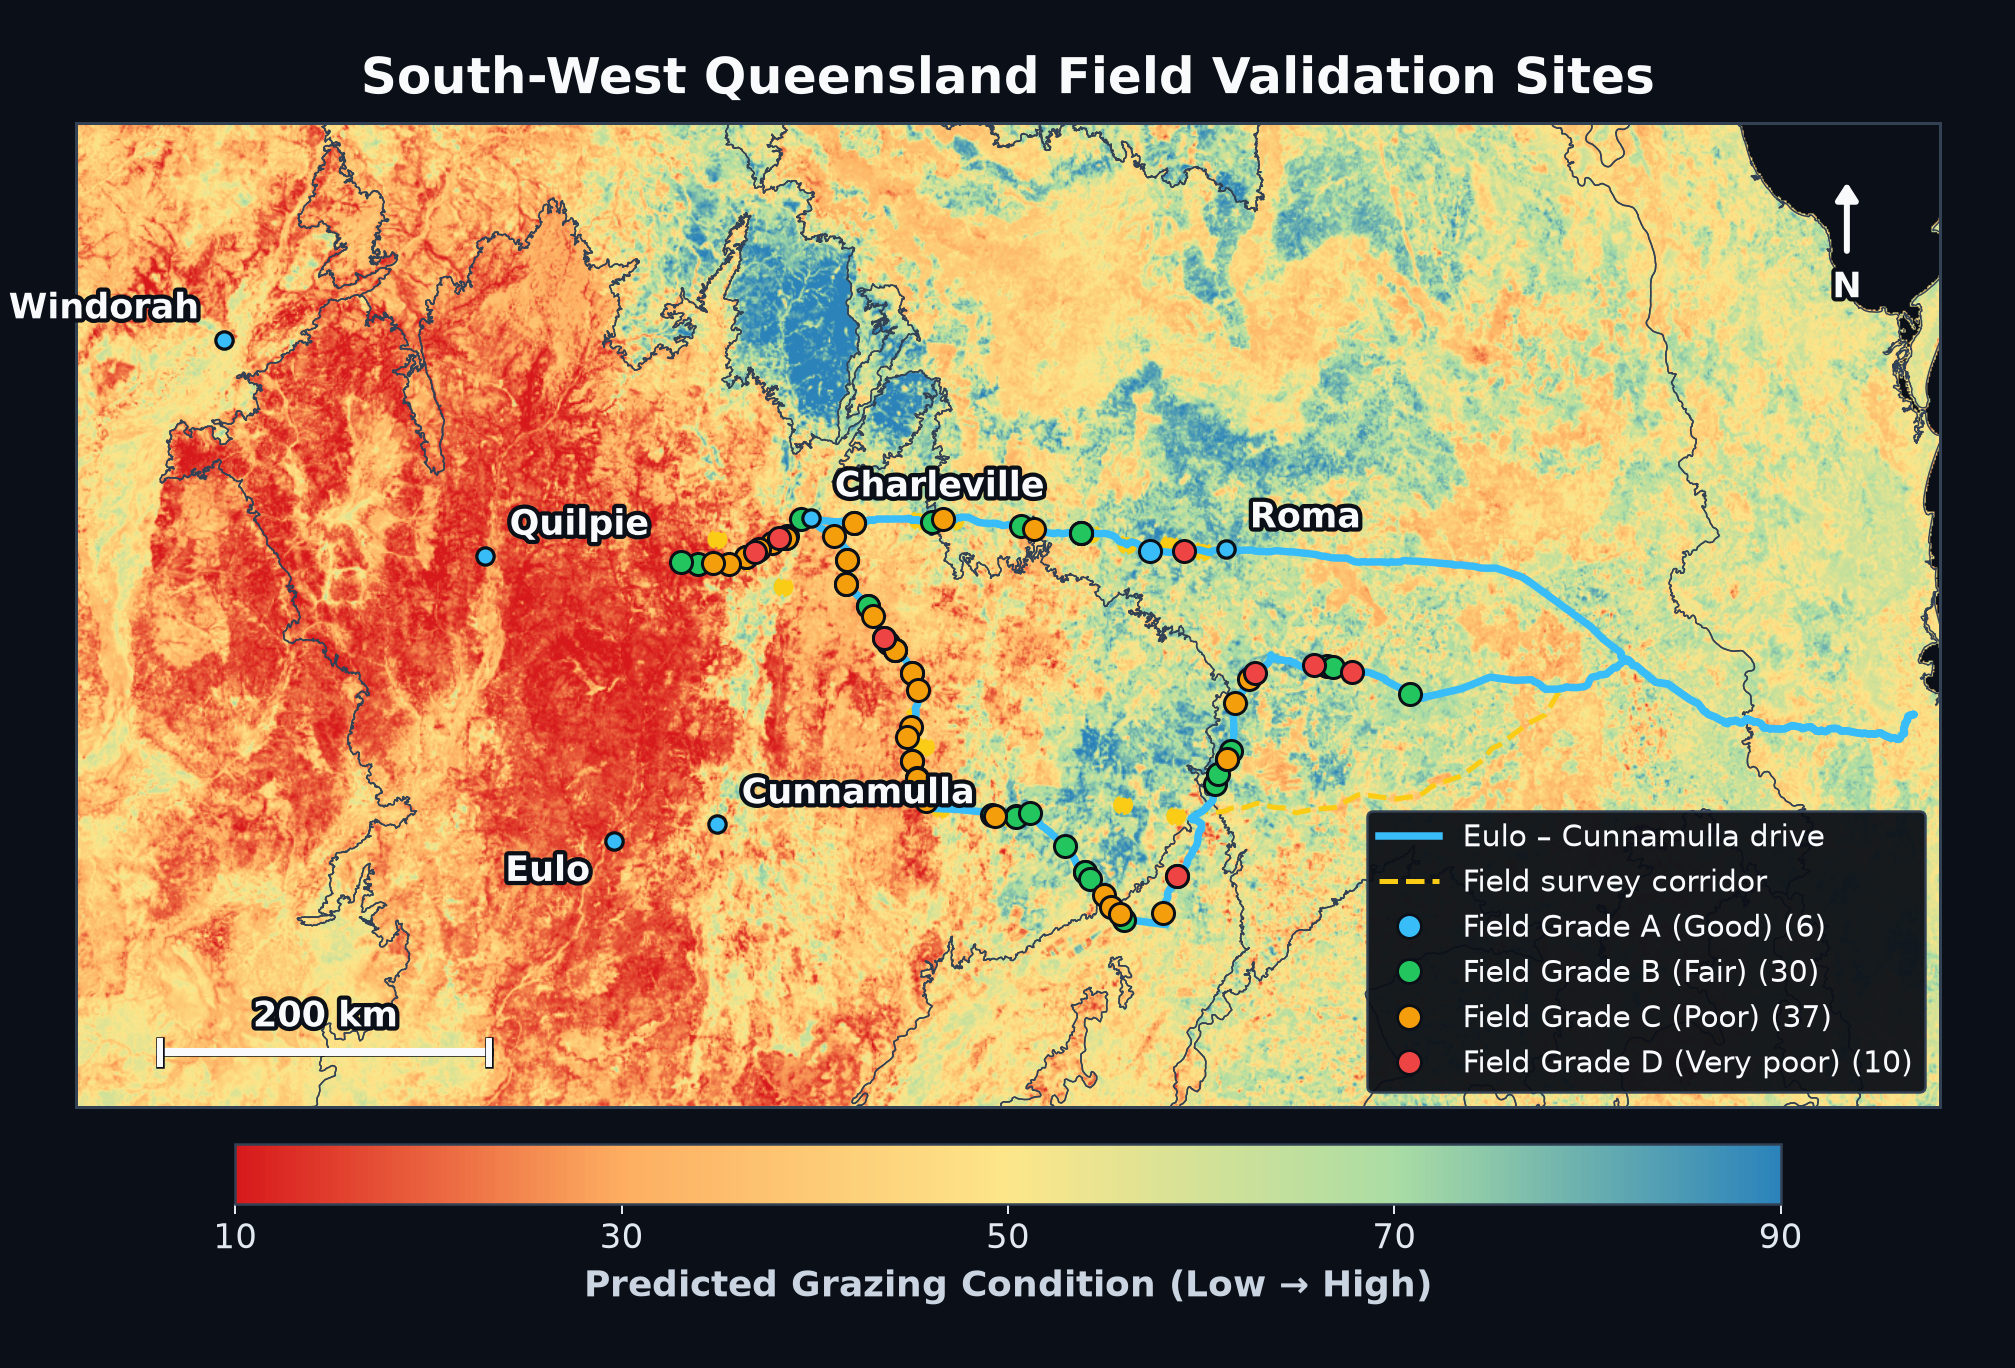 South-West Queensland Field Validation Sites
N
Windorah
Charleville
Quilpie
Roma
Cunnamulla
Eulo
200 km
Eulo – Cunnamulla drive
Field survey corridor
Field Grade A (Good) (6)
Field Grade B (Fair) (30)
Field Grade C (Poor) (37)
Field Grade D (Very poor) (10)
10 30 50 70 90
Predicted Grazing Condition (Low → High)